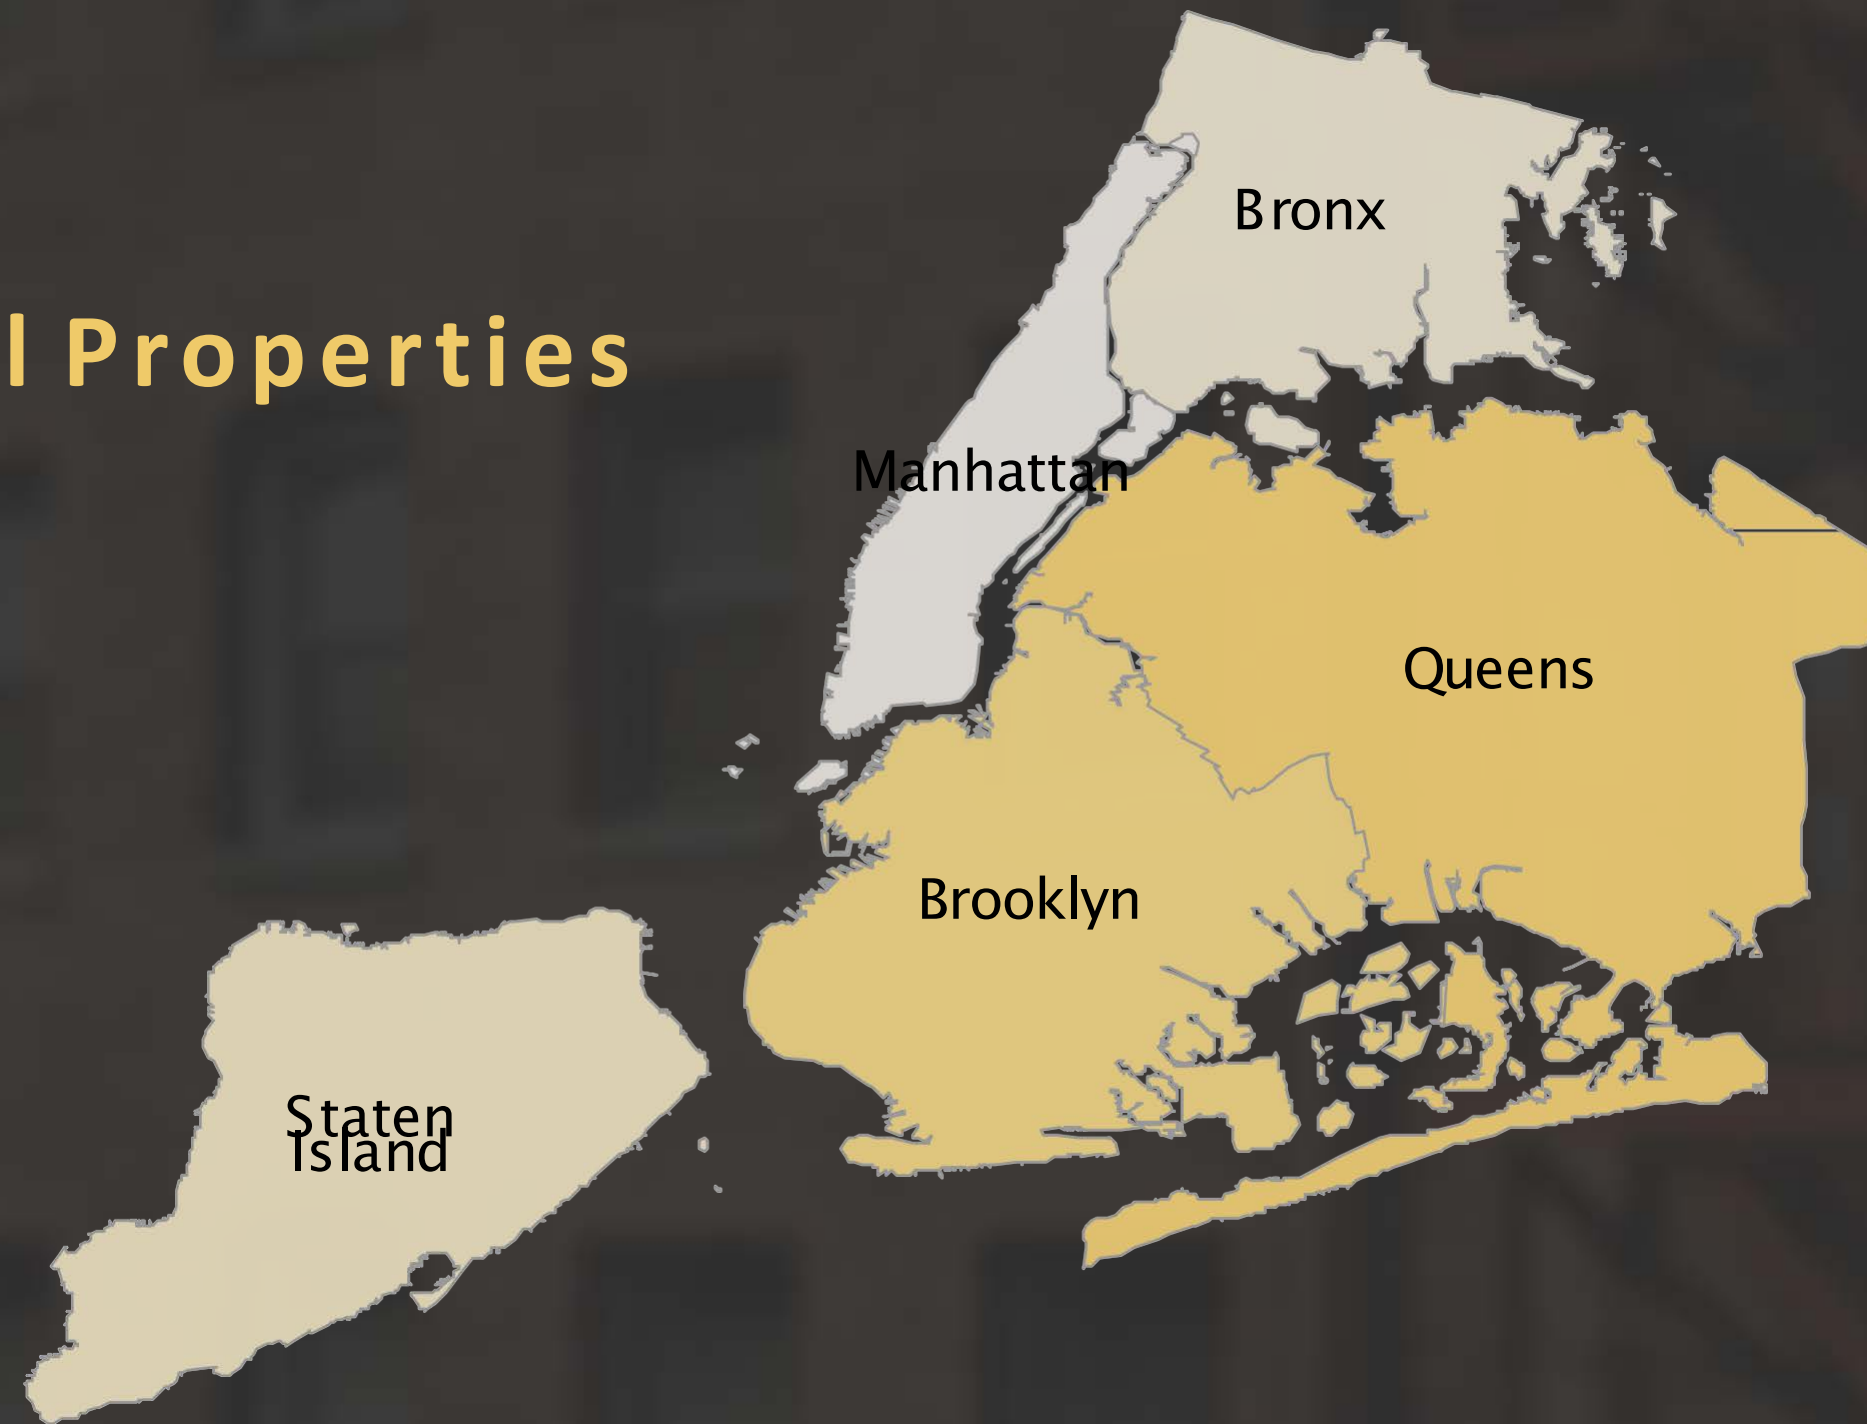 Bronx
l Properties
Manhattan
Queens
Brooklyn
Staten
Island